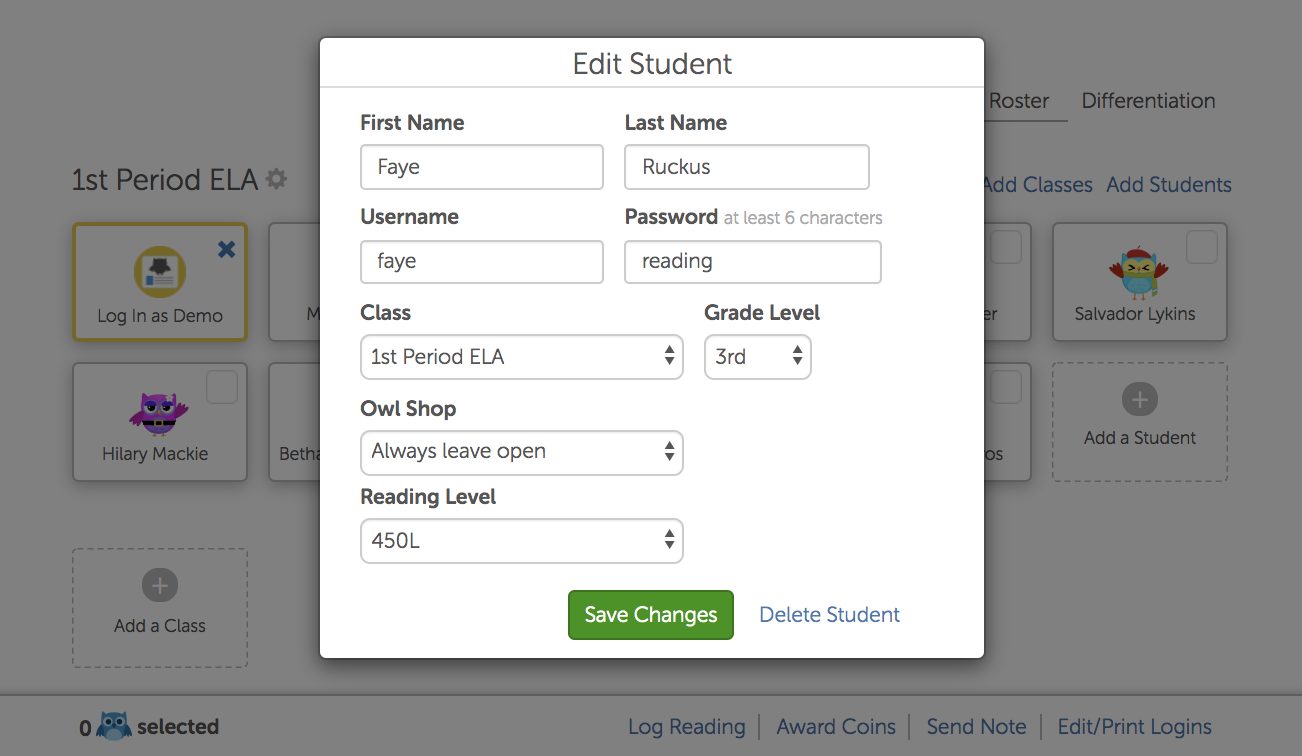 Edit Student
First Name Last Name
Faye Ruckus
Username Password at least 6 characters
faye reading
Class Grade Level
1st Period ELA 3rd
Owl Shop
Always leave open
Reading Level
450L
Save Changes Delete Student
Roster Differentiation
1st Period ELA
Add Classes Add Students
Log In as Demo
Salvador Lykins
Hilary Mackie
Add a Student
Add a Class
0 selected
Log Reading Award Coins Send Note Edit/Print Logins